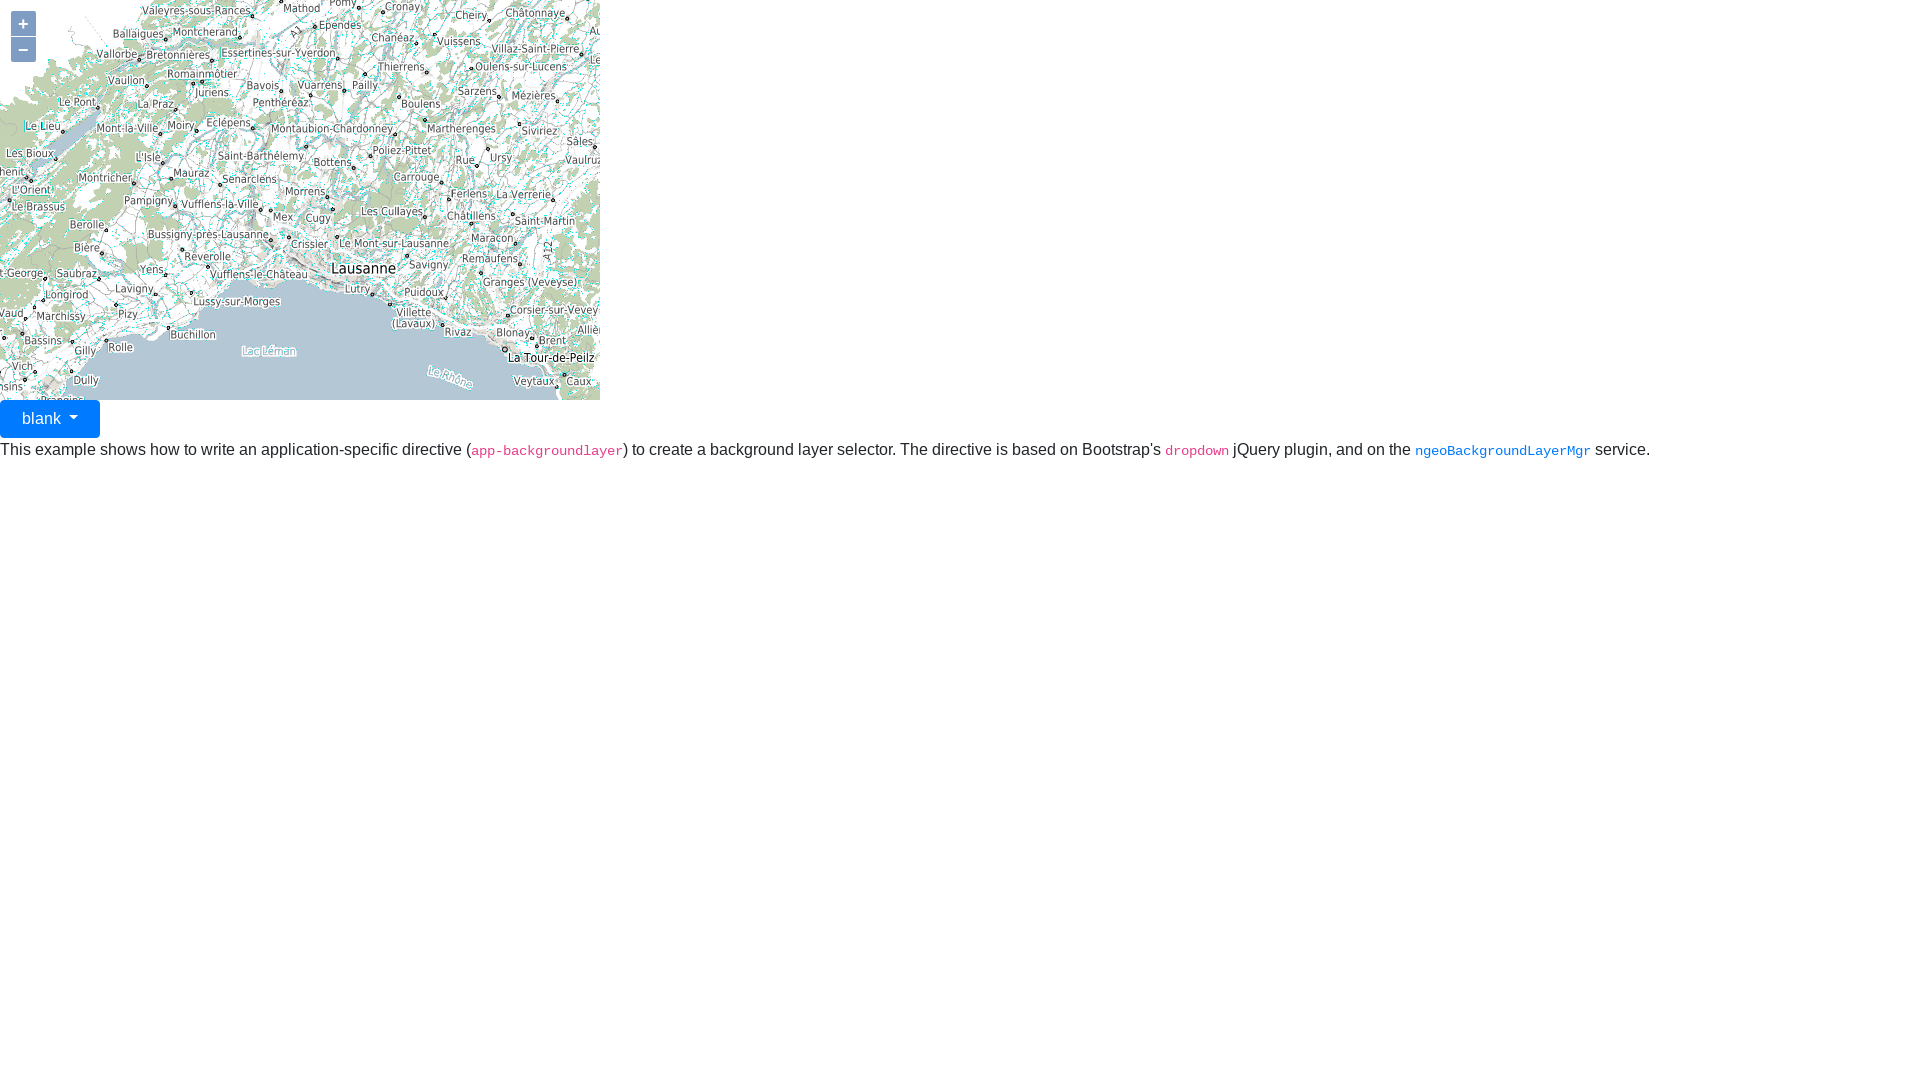 +
−
Mathod
Pomy
Cronay
Cheiry
Châtonnaye
Valeyres-sous-Rances
Ependes
A1
Ballaigues
Montcherand
Chanéaz
Vuissens
Villaz-Saint-Pierre
Vallorbe
Bretonnières
Essertines-sur-Yverdon
Thierrens
Oulens-sur-Lucens
Romainmôtier
Vaulion
Juriens
Bavois
Vuarrens
Pailly
Sarzens
Mézières
Le Pont
La Praz
Penthéréaz
Boulens
Le Lieu
Mont-la-Ville
Moiry
Eclépens
Montaubion-Chardonney
Martherenges
Siviriez
Sâles
Les Bioux
L'Isle
Saint-Barthélemy
Bottens
Poliez-Pittet
Rue
Ursy
Vaulruz
L'Orient
Montricher
Mauraz
Senarclens
Carrouge
Morrens
Ferlens
La Verrerie
Le Brassus
Pampigny
Vufflens-la-Ville
Mex
Cugy
Les Cullayes
Châtillens
Saint-Martin
Berolle
Bussigny-près-Lausanne
Crissier
Le Mont-sur-Lausanne
Maracon
A12
Bière
Reverolle
Savigny
Remaufens
t-George
Saubraz
Yens
Vufflens-le-Château
Lausanne
Granges (Veveyse)
Longirod
Lavigny
Lussy-sur-Morges
Lutry
Puidoux
Vaud
Marchissy
Pizy
Villette
(Lavaux)
Corsier-sur-Vevey
Rivaz
Blonay
Bassins
Buchillon
Brent
Gilly
Rolle
Lac Léman
La Tour-de-Peilz
Vich
Dully
Le Rhône
Veytaux
Caux
Prangins
blank
This example shows how to write an application-specific directive (app-backgroundlayer) to create a background layer selector. The directive is based on Bootstrap's dropdown jQuery plugin, and on the ngeoBackgroundLayerMgr service.